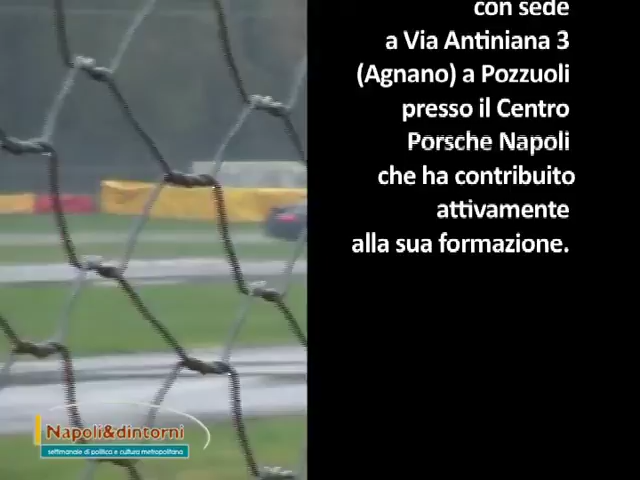 con sede
a Via Antiniana 3
(Agnano) a Pozzuoli
presso il Centro
Porsche Napoli
che ha contribuito
attivamente
alla sua formazione.
Napoli&dintorni
settimanale di politica e cultura metropolitana